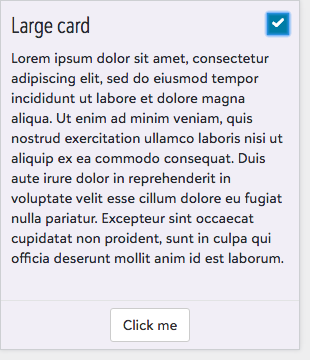 Large card
Lorem ipsum dolor sit amet, consectetur
adipiscing elit, sed do eiusmod tempor
incididunt ut labore et dolore magna
aliqua. Ut enim ad minim veniam, quis
nostrud exercitation ullamco laboris nisi ut
aliquip ex ea commodo consequat. Duis
aute irure dolor in reprehenderit in
voluptate velit esse cillum dolore eu fugiat
nulla pariatur. Excepteur sint occaecat
cupidatat non proident, sunt in culpa qui
officia deserunt mollit anim id est laborum.
Click me